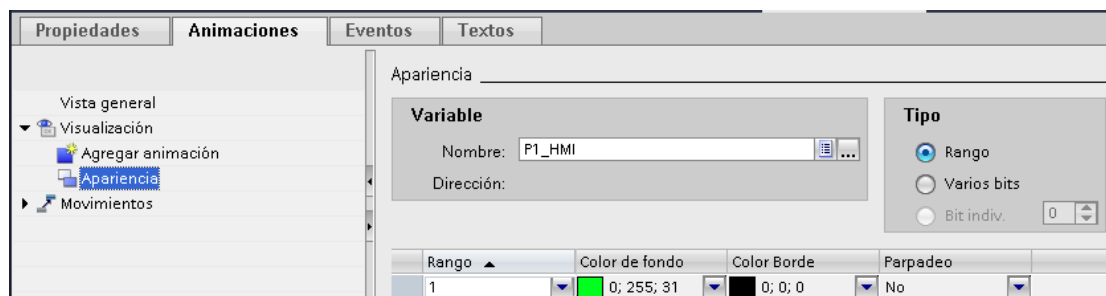 Propiedades Animaciones Eventos Textos
Apariencia
Vista general
Visualización
Agregar animación
Apariencia
Movimientos
Variable
Nombre: P1_HMI ...
Dirección:
Tipo
Rango
Varios bits
Bit indiv. 0
Rango Color de fondo Color Borde Parpadeo
1 0; 255; 31 0; 0; 0 No